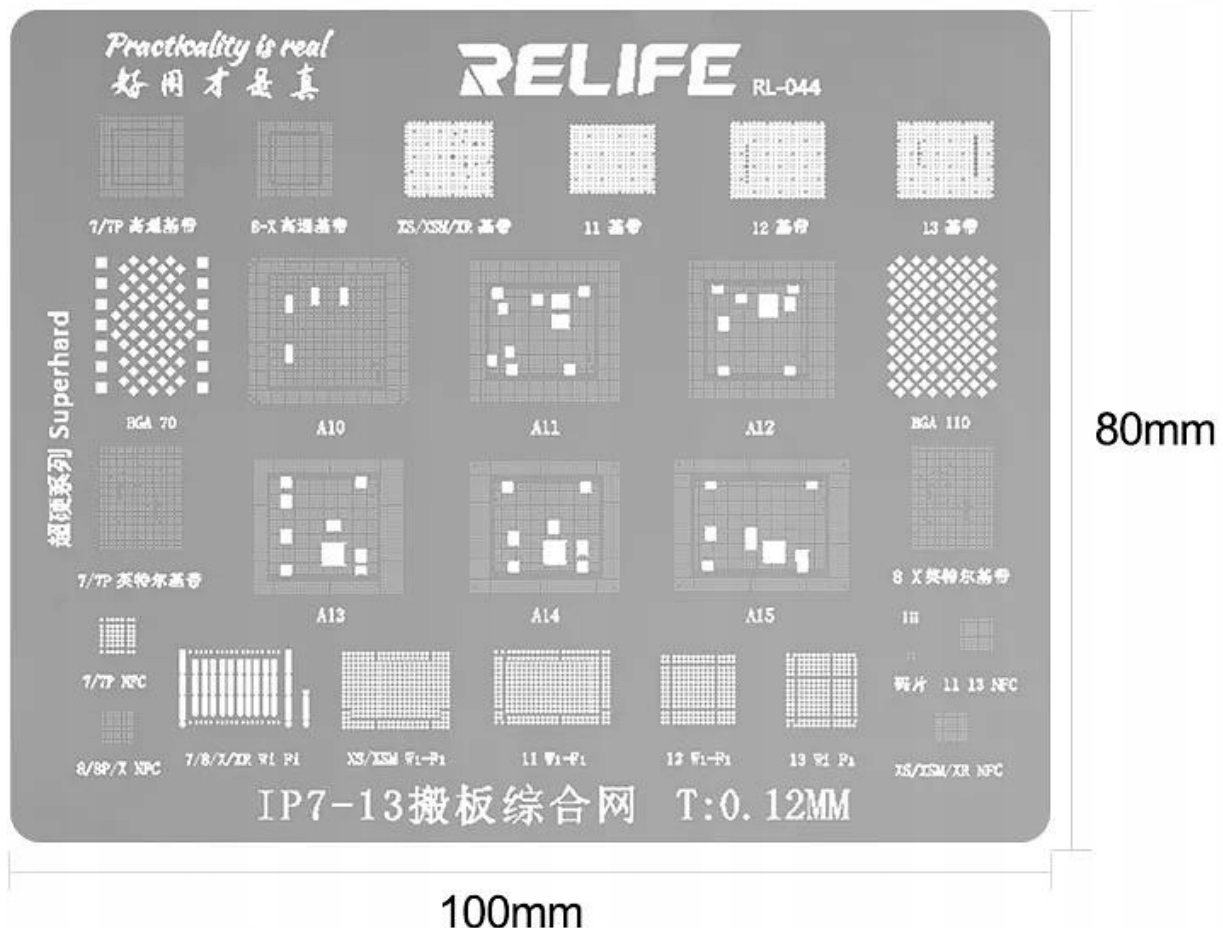 Practicality is real
好用才是真
RELIFE RL-044
7/7P 高通基带
8-X 高通基带
XS/XSM/XR 基带
11 基带
12 基带
13 基带
超硬系列 Superhard
BGA 70
A10
A11
A12
BGA 110
7/7P 英特尔基带
A13
A14
A15
8 X英特尔基带
7/7P NFC
码片 11 13 NFC
8/8P/X NFC
7/8/X/XR Wi Fi
XS/XSM Wi-Fi
11 Wi-Fi
12 Wi-Fi
13 Wi Fi
XS/XSM/XR NFC
IP7-13搬板综合网 T:0.12MM
80mm
100mm